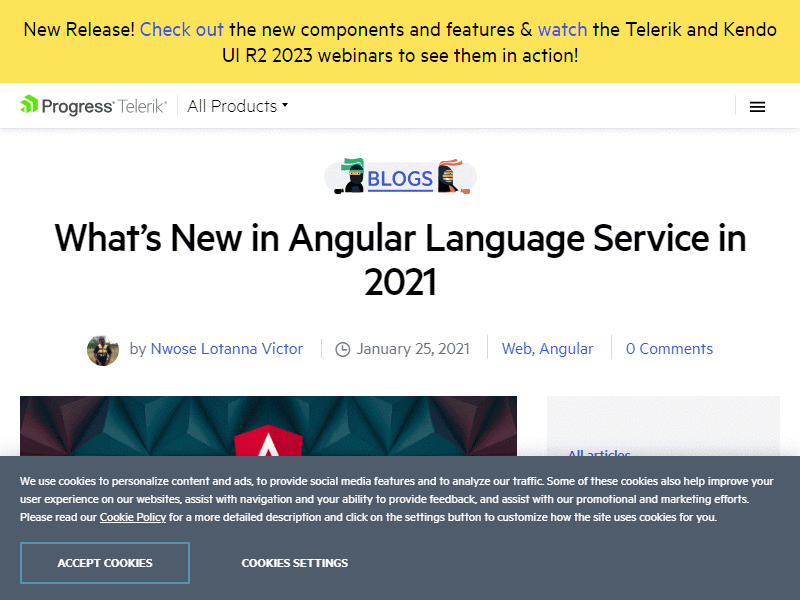 New Release! Check out the new components and features & watch the Telerik and Kendo
UI R2 2023 webinars to see them in action!
Progress Telerik
All Products
BLOGS
What's New in Angular Language Service in
2021
by Nwose Lotanna Victor
January 25, 2021
Web, Angular
0 Comments
All articles
We use cookies to personalize content and ads, to provide social media features and to analyze our traffic. Some of these cookies also help improve your
user experience on our websites, assist with navigation and your ability to provide feedback, and assist with our promotional and marketing efforts.
Please read our Cookie Policy for a more detailed description and click on the settings button to customize how the site uses cookies for you.
ACCEPT COOKIES
COOKIES SETTINGS